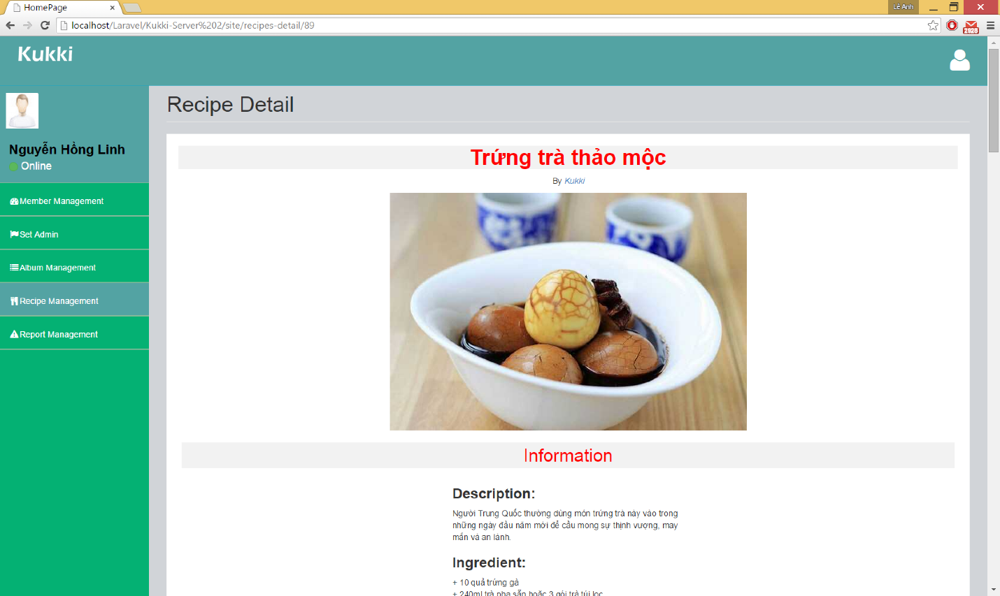 HomePage
Lê Anh
localhost/Laravel/Kukki-Server%202/site/recipes-detail/89
2926
Kukki
Nguyễn Hồng Linh
Online
Member Management
Set Admin
Album Management
Recipe Management
Report Management
Recipe Detail
Trứng trà thảo mộc
By Kukki
Information
Description:
Người Trung Quốc thường dùng món trứng trà này vào trong
những ngày đầu năm mới để cầu mong sự thịnh vượng, may
mắn và an lành.
Ingredient:
+ 10 quả trứng gà
+ 240ml trà pha sẵn hoặc 3 gói trà túi lọc